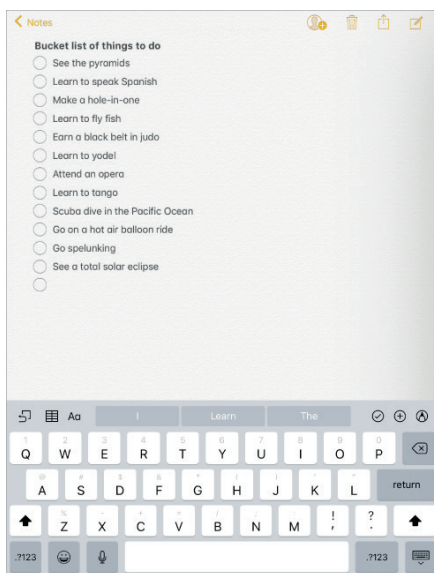 Notes
Bucket list of things to do
See the pyramids
Learn to speak Spanish
Make a hole-in-one
Learn to fly fish
Earn a black belt in judo
Learn to yodel
Attend an opera
Learn to tango
Scuba dive in the Pacific Ocean
Go on a hot air balloon ride
Go spelunking
See a total solar eclipse
Aa I Learn The
1 2 3 4 5 6 7 8 9 0
Q W E R T Y U I O P
@ # $ & * ( ) ' "
A S D F G H J K L return
% - + = / ; :
Z X C V B N M ! , ? .
.?123 .?123